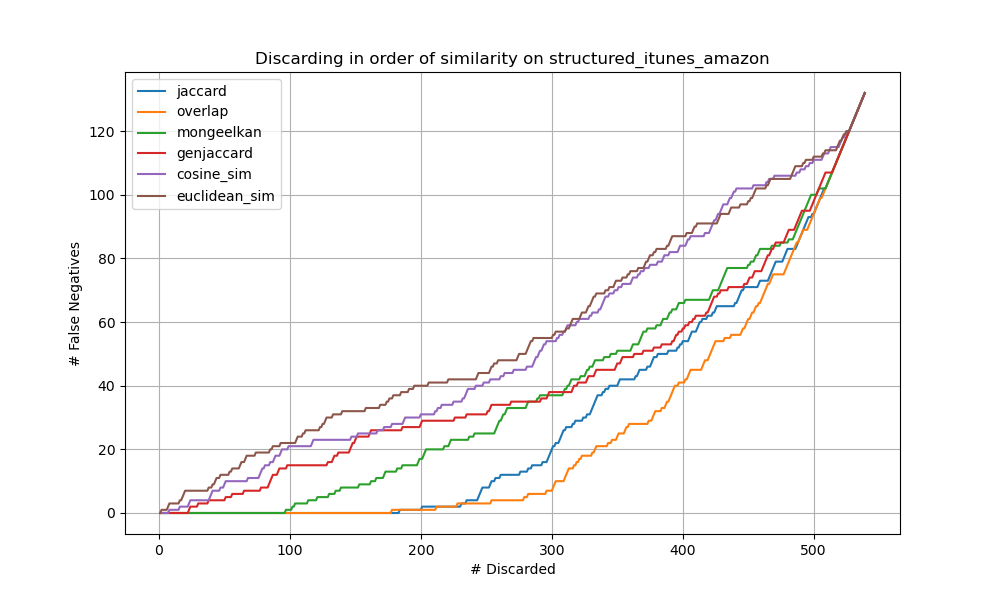 Discarding in order of similarity on structured_itunes_amazon
jaccard
overlap
mongeelkan
genjaccard
cosine_sim
euclidean_sim
# False Negatives
120
100
80
60
40
20
0
0 100 200 300 400 500
# Discarded